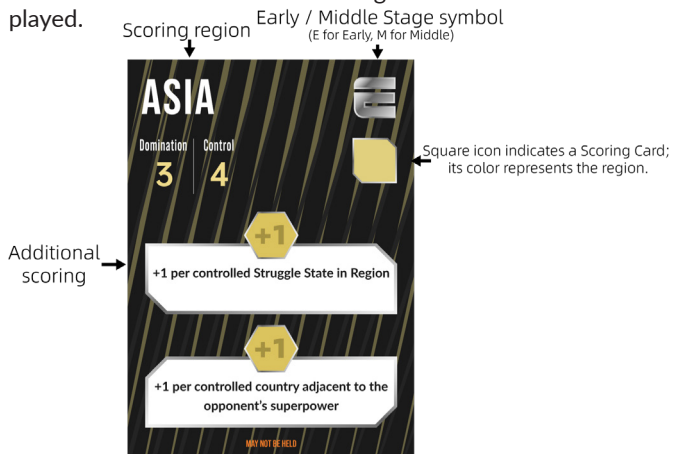 played.
Scoring region
Early / Middle Stage symbol
(E for Early, M for Middle)
ASIA
E
Domination
Control
3
4
Square icon indicates a Scoring Card;
its color represents the region.
Additional
scoring
+1
+1 per controlled Struggle State in Region
+1
+1 per controlled country adjacent to the
opponent's superpower
MAY NOT BE HELD